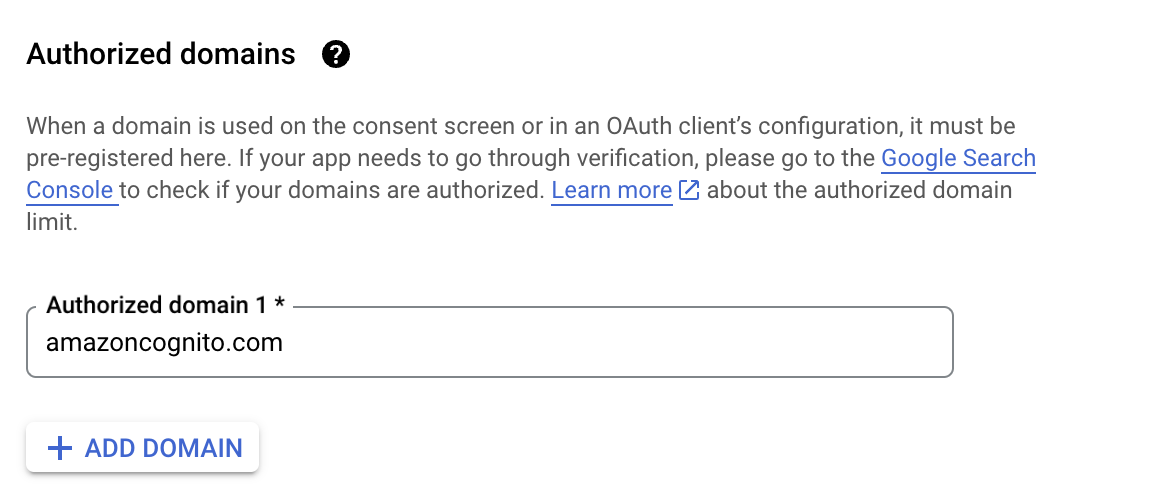 Authorized domains ?
When a domain is used on the consent screen or in an OAuth client’s configuration, it must be
pre-registered here. If your app needs to go through verification, please go to the Google Search
Console to check if your domains are authorized. Learn more about the authorized domain
limit.
Authorized domain 1 *
amazoncognito.com
+ ADD DOMAIN